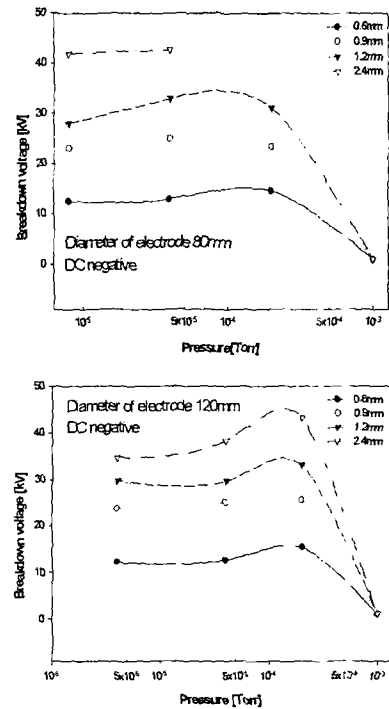 50
40
30
20
10
0
Breakdown voltage [kV]
0.6mm
0.9mm
1.2mm
2.4mm
Diameter of electrode 80mm
DC negative
10⁻⁵
5x10⁻⁵
10⁻⁴
5x10⁻⁴
10⁻³
Pressure[Torr]
50
40
30
20
10
0
Breakdown voltage [kV]
Diameter of electrode 120mm
DC negative
0.6mm
0.9mm
1.2mm
2.4mm
10⁻⁶
5x10⁻⁶
10⁻⁵
5x10⁻⁵
10⁻⁴
5x10⁻⁴
10⁻³
Pressure [Torr]